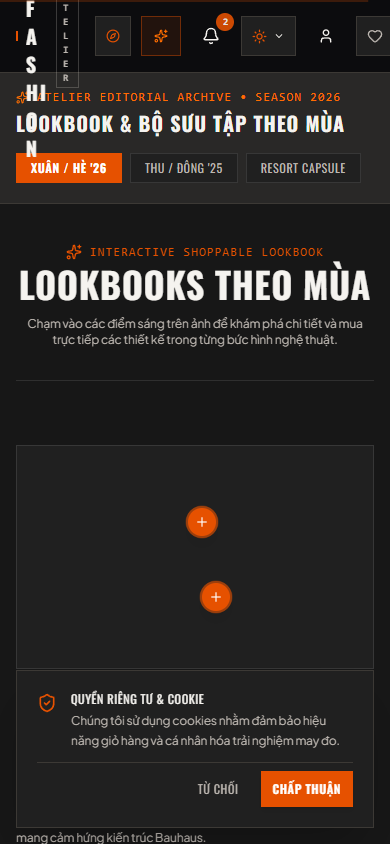 FASHION
ATELIER
2
ATELIER EDITORIAL ARCHIVE • SEASON 2026
LOOKBOOK & BỘ SƯU TẬP THEO MÙA
XUÂN / HÈ '26
THU / ĐÔNG '25
RESORT CAPSULE
INTERACTIVE SHOPPABLE LOOKBOOK
LOOKBOOKS THEO MÙA
Chạm vào các điểm sáng trên ảnh để khám phá chi tiết và mua
trực tiếp các thiết kế trong từng bức hình nghệ thuật.
QUYỀN RIÊNG TƯ & COOKIE
Chúng tôi sử dụng cookies nhằm đảm bảo hiệu
năng giỏ hàng và cá nhân hóa trải nghiệm may đo.
TỪ CHỐI
CHẤP THUẬN
mang cảm hứng kiến trúc Bauhaus.